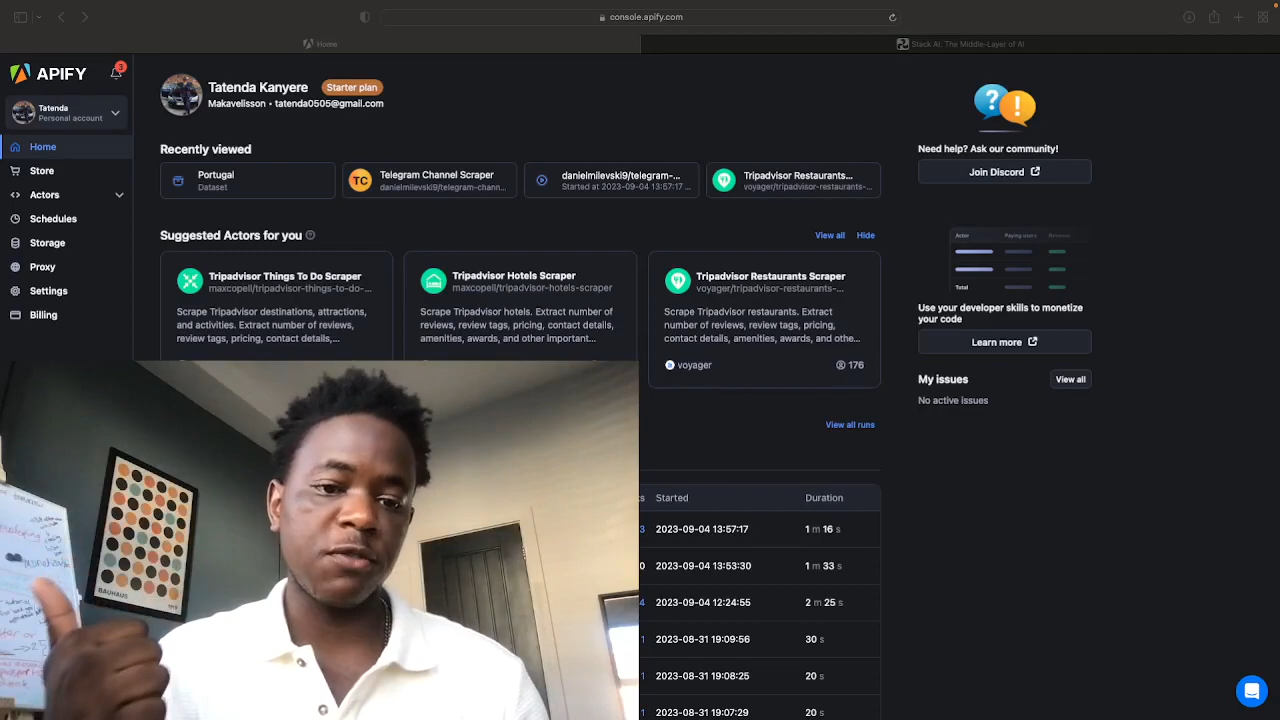 console.apify.com
Home
Stack AI: The Middle-Layer of AI
APIFY
3
Tatenda
Personal account
Home
Store
Actors
Schedules
Storage
Proxy
Settings
Billing
Tatenda Kanyere
Starter plan
Makavelisson • tatenda0505@gmail.com
Recently viewed
Portugal
Dataset
TC
Telegram Channel Scraper
danielmilevski9/telegram-chann...
danielmilevski9/telegram-...
Started at 2023-09-04 13:57:17 ...
Tripadvisor Restaurants...
voyager/tripadvisor-restaurants-...
Suggested Actors for you
View all
Hide
Tripadvisor Things To Do Scraper
maxcopell/tripadvisor-things-to-do-...
Scrape Tripadvisor destinations, attractions,
and activities. Extract number of reviews,
review tags, pricing, contact details,...
Tripadvisor Hotels Scraper
maxcopell/tripadvisor-hotels-scraper
Scrape Tripadvisor hotels. Extract number of
reviews, review tags, pricing, contact details,
amenities, awards, and other important...
Tripadvisor Restaurants Scraper
voyager/tripadvisor-restaurants-...
Scrape Tripadvisor restaurants. Extract
number of reviews, review tags, pricing,
contact details, amenities, awards, and othe...
voyager
176
View all runs
Started
Duration
2023-09-04 13:57:17
1 m 16 s
2023-09-04 13:53:30
1 m 33 s
2023-09-04 12:24:55
2 m 25 s
2023-08-31 19:09:56
30 s
2023-08-31 19:08:25
20 s
2023-08-31 19:07:29
20 s
Need help? Ask our community!
Join Discord
Actor
Paying users
Revenue
Total
Use your developer skills to monetize
your code
Learn more
My issues
View all
No active issues
BAUHAUS